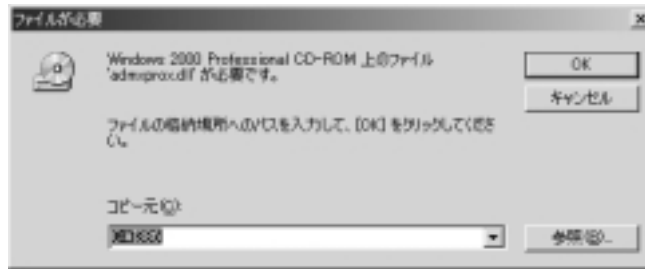 ファイルが必要
Windows 2000 Professional CD-ROM 上のファイル
'admxprox.dl' が必要です。
OK
キャンセル
ファイルの格納場所へのパスを入力して、[OK] をクリックしてくださ
い。
コピー元(C):
参照(B)...